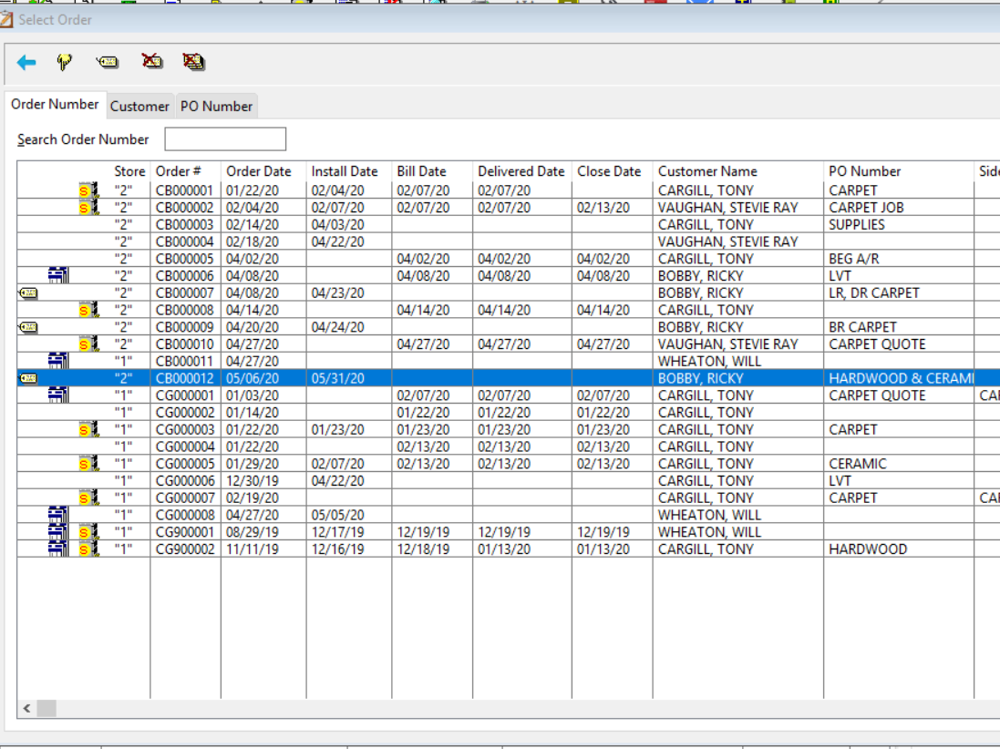 Select Order
Order Number Customer PO Number
Search Order Number
Store Order # Order Date Install Date Bill Date Delivered Date Close Date Customer Name PO Number Side
"2" CB000001 01/22/20 02/04/20 02/07/20 02/07/20 CARGILL, TONY CARPET
"2" CB000002 02/04/20 02/07/20 02/07/20 02/07/20 02/13/20 VAUGHAN, STEVIE RAY CARPET JOB
"2" CB000003 02/14/20 04/03/20 CARGILL, TONY SUPPLIES
"2" CB000004 02/18/20 04/22/20 VAUGHAN, STEVIE RAY
"2" CB000005 04/02/20 04/02/20 04/02/20 04/02/20 CARGILL, TONY BEG A/R
"2" CB000006 04/08/20 04/08/20 04/08/20 04/08/20 BOBBY, RICKY LVT
"2" CB000007 04/08/20 04/23/20 BOBBY, RICKY LR, DR CARPET
"2" CB000008 04/14/20 04/14/20 04/14/20 04/14/20 CARGILL, TONY
"2" CB000009 04/20/20 04/24/20 BOBBY, RICKY BR CARPET
"2" CB000010 04/27/20 04/27/20 04/27/20 04/27/20 VAUGHAN, STEVIE RAY CARPET QUOTE
"1" CB000011 04/27/20 WHEATON, WILL
"2" CB000012 05/06/20 05/31/20 BOBBY, RICKY HARDWOOD & CERAMI
"1" CG000001 01/03/20 02/07/20 02/07/20 02/07/20 CARGILL, TONY CARPET QUOTE CAR
"1" CG000002 01/14/20 01/22/20 01/22/20 01/22/20 CARGILL, TONY
"1" CG000003 01/22/20 01/23/20 01/23/20 01/23/20 01/23/20 CARGILL, TONY CARPET
"1" CG000004 01/22/20 02/13/20 02/13/20 02/13/20 CARGILL, TONY
"1" CG000005 01/29/20 02/07/20 02/13/20 02/13/20 02/13/20 CARGILL, TONY CERAMIC
"1" CG000006 12/30/19 04/22/20 CARGILL, TONY LVT
"1" CG000007 02/19/20 CARGILL, TONY CARPET CAR
"1" CG000008 04/27/20 05/05/20 WHEATON, WILL
"1" CG900001 08/29/19 12/17/19 12/19/19 12/19/19 12/19/19 WHEATON, WILL
"1" CG900002 11/11/19 12/16/19 12/18/19 01/13/20 01/13/20 CARGILL, TONY HARDWOOD